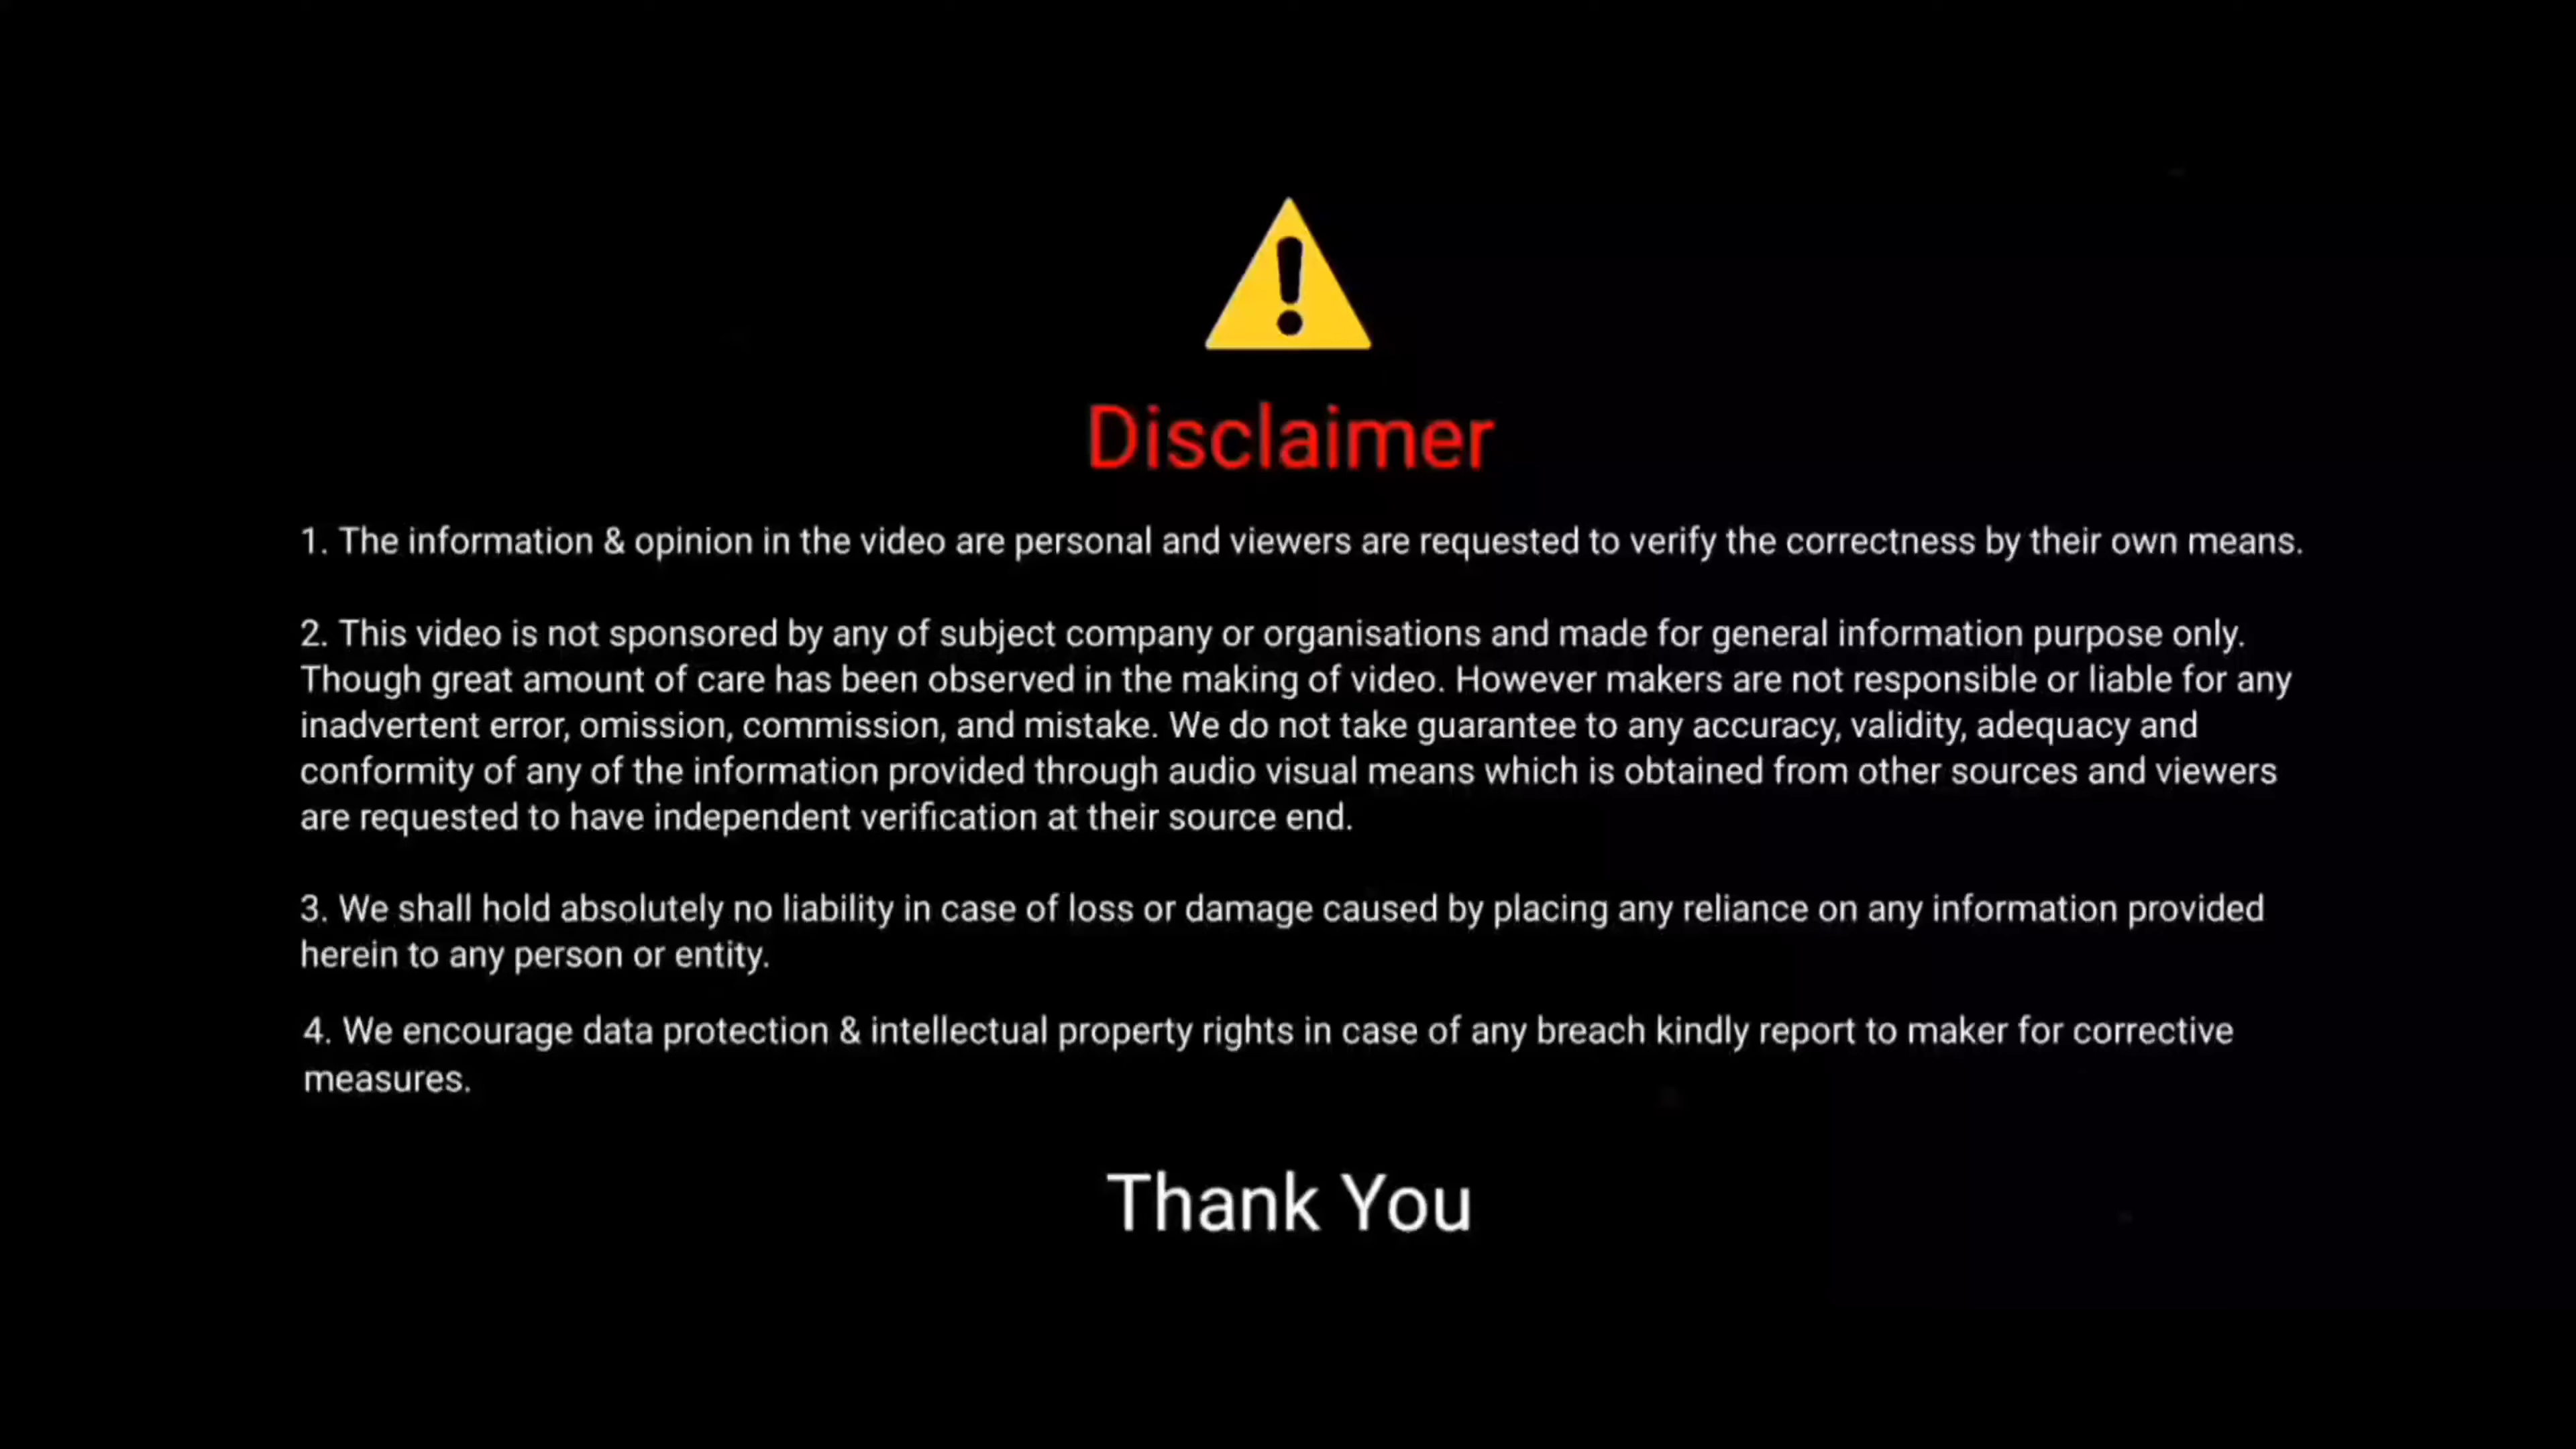 Disclaimer
1. The information & opinion in the video are personal and viewers are requested to verify the correctness by their own means.
2. This video is not sponsored by any of subject company or organisations and made for general information purpose only.
Though great amount of care has been observed in the making of video. However makers are not responsible or liable for any
inadvertent error, omission, commission, and mistake. We do not take guarantee to any accuracy, validity, adequacy and
conformity of any of the information provided through audio visual means which is obtained from other sources and viewers
are requested to have independent verification at their source end.
3. We shall hold absolutely no liability in case of loss or damage caused by placing any reliance on any information provided
herein to any person or entity.
4. We encourage data protection & intellectual property rights in case of any breach kindly report to maker for corrective
measures.
Thank You